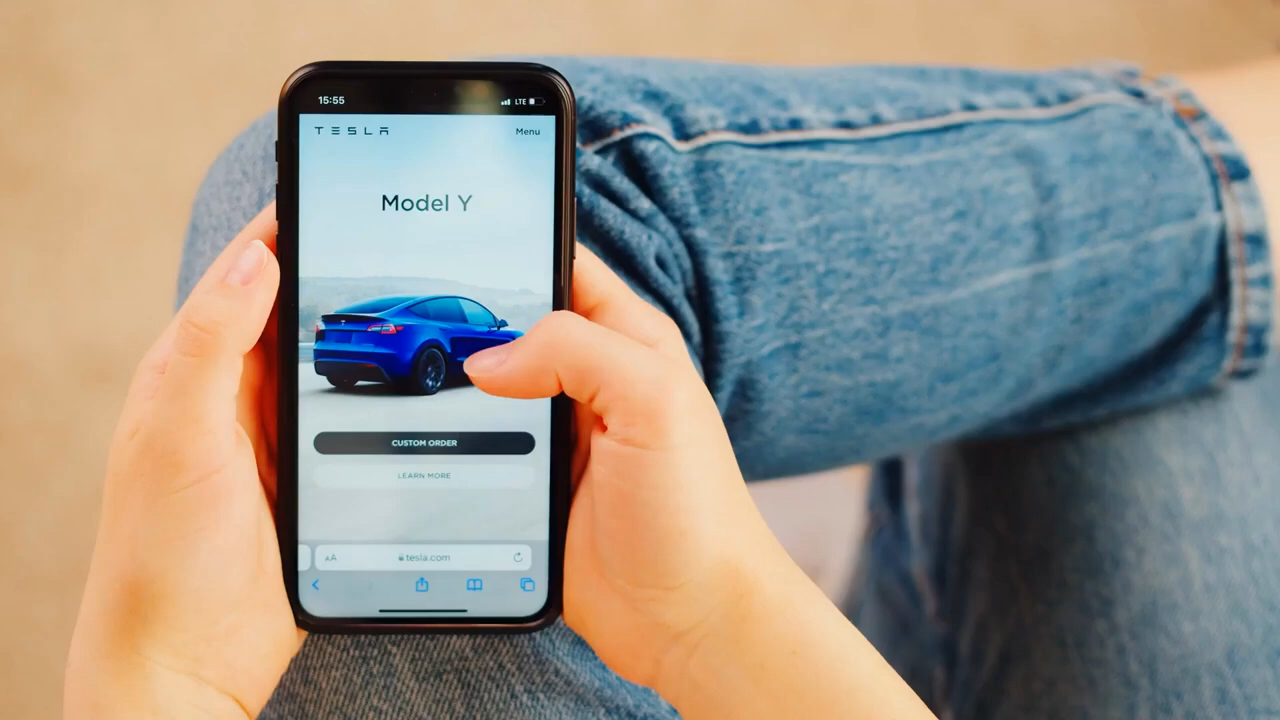 15:55 LTE
TESLA Menu
Model Y
CUSTOM ORDER
LEARN MORE
AA tesla.com